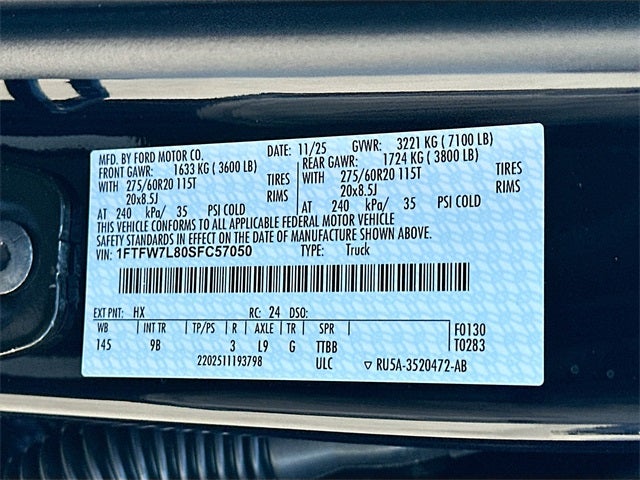 MFD. BY FORD MOTOR CO. DATE: 11/25 GVWR: 3221 KG ( 7100 LB)
FRONT GAWR: 1633 KG ( 3600 LB) REAR GAWR: 1724 KG ( 3800 LB)
WITH 275/60R20 115T TIRES WITH 275/60R20 115T TIRES
20x8.5J RIMS 20x8.5J RIMS
AT 240 kPa/ 35 PSI COLD AT 240 kPa/ 35 PSI COLD
THIS VEHICLE CONFORMS TO ALL APPLICABLE FEDERAL MOTOR VEHICLE
SAFETY STANDARDS IN EFFECT ON THE DATE OF MANUFACTURE SHOWN ABOVE.
VIN: 1FTFW7L80SFC57050 TYPE: Truck
EXT PNT: HX RC: 24 DSO:
WB INT TR TP/PS R AXLE TR SPR F0130
145 9B 3 L9 G TTBB T0283
2202511193798 ULC ▽ RU5A-3520472-AB